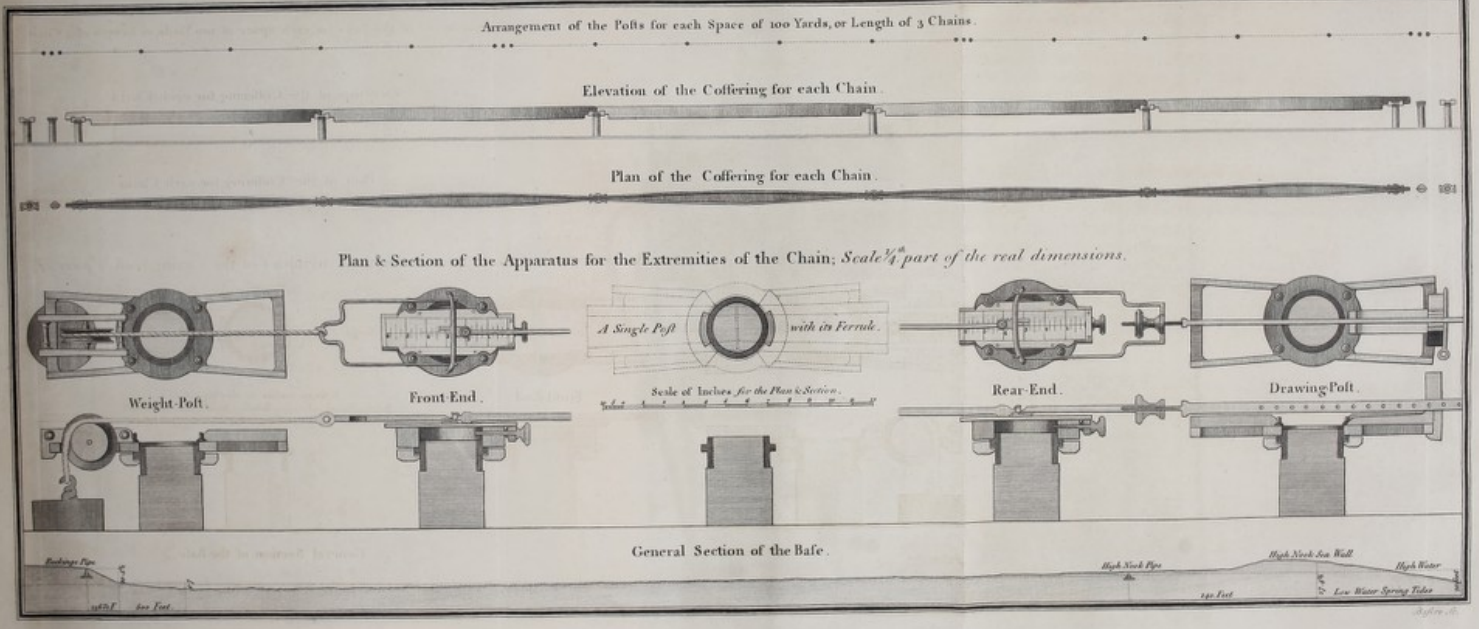 Arrangement of the Poſts for each Space of 100 Yards, or Length of 3 Chains.
Elevation of the Coffering for each Chain.
Plan of the Coffering for each Chain.
Plan & Section of the Apparatus for the Extremities of the Chain; Scale 1/4th part of the real dimensions.
A Single Poſt with its Ferrule.
Weight-Poſt.
Front-End.
Scale of Inches for the Plan & Section.
Rear-End.
Drawing-Poſt.
General Section of the Baſe.
High Nook Pipe
High Nook Sea Wall
High Water
600 Feet
240 Feet
Low Water Spring Tides